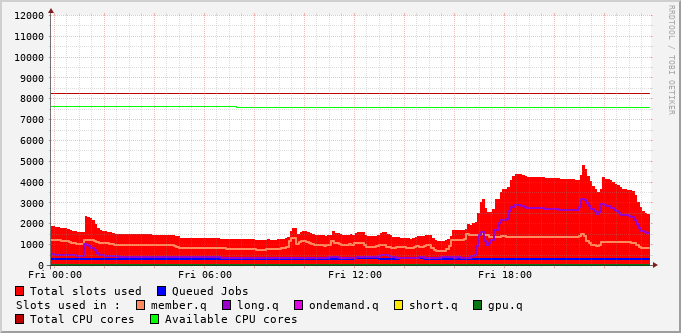 12000
11000
10000
9000
8000
7000
6000
5000
4000
3000
2000
1000
0
Fri 00:00 Fri 06:00 Fri 12:00 Fri 18:00
RRDTOOL / TOBI OETIKER
Total slots used Queued Jobs
Slots used in : member.q long.q ondemand.q short.q gpu.q
Total CPU cores Available CPU cores